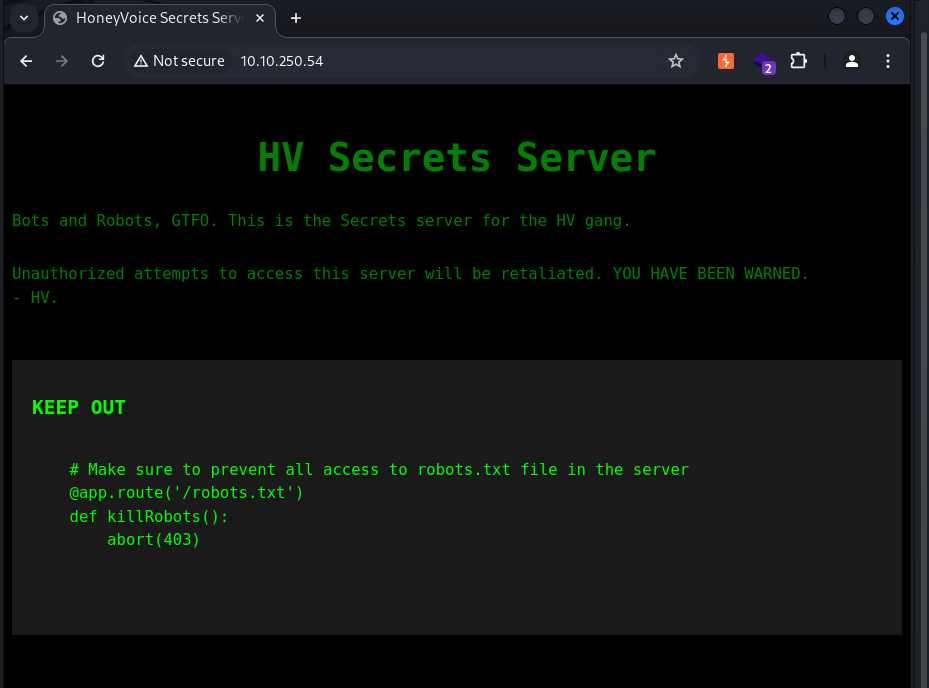 HoneyVoice Secrets Serv
Not secure
10.10.250.54
2
HV Secrets Server
Bots and Robots, GTFO. This is the Secrets server for the HV gang.
Unauthorized attempts to access this server will be retaliated. YOU HAVE BEEN WARNED.
- HV.
KEEP OUT
# Make sure to prevent all access to robots.txt file in the server
@app.route('/robots.txt')
def killRobots():
abort(403)